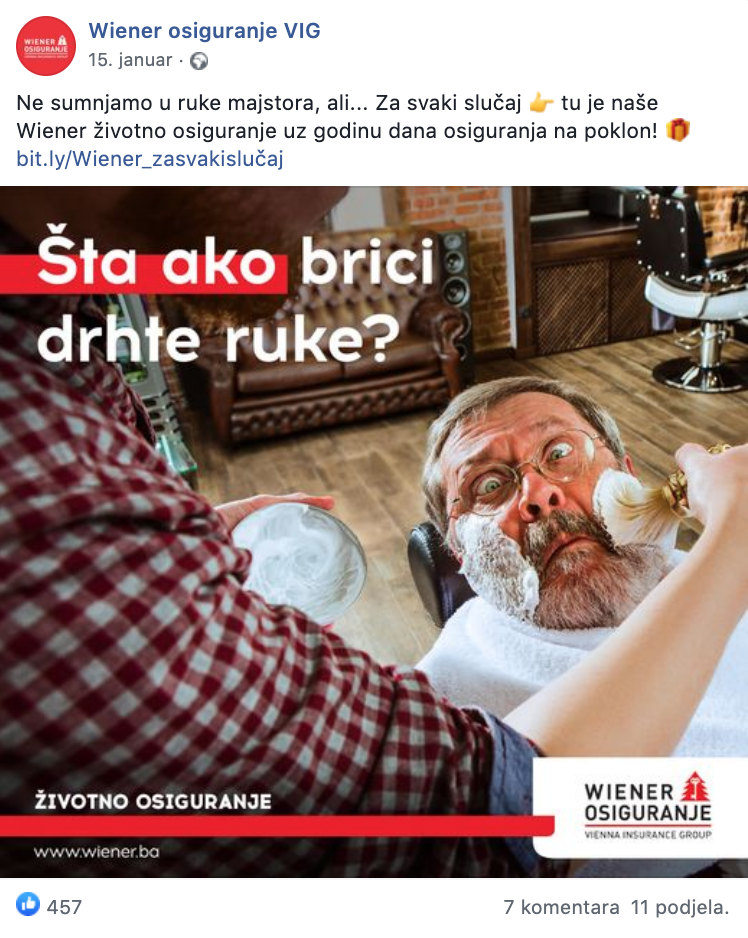 WIENER
OSIGURANJE
Wiener osiguranje VIG
15. januar ·
Ne sumnjamo u ruke majstora, ali... Za svaki slučaj 👉 tu je naše
Wiener životno osiguranje uz godinu dana osiguranja na poklon! 🎁
bit.ly/Wiener_zasvakislučaj
Šta ako brici
drhte ruke?
ŽIVOTNO OSIGURANJE
www.wiener.ba
WIENER
OSIGURANJE
VIENNA INSURANCE GROUP
457
7 komentara 11 podjela.